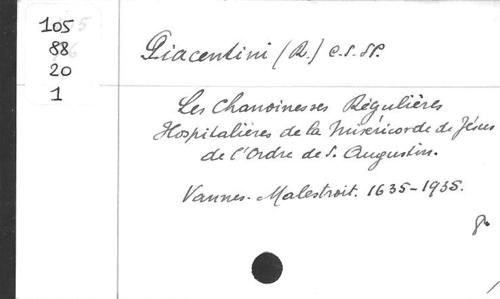 105
88
20
1
Piacentini (R.) C.S.SP.
Les Chanoinesses Régulières
Hospitalières de la Miséricorde de Jésus
de l'Ordre de S. Augustin.
Vannes-Malestroit. 1635-1955.
8º